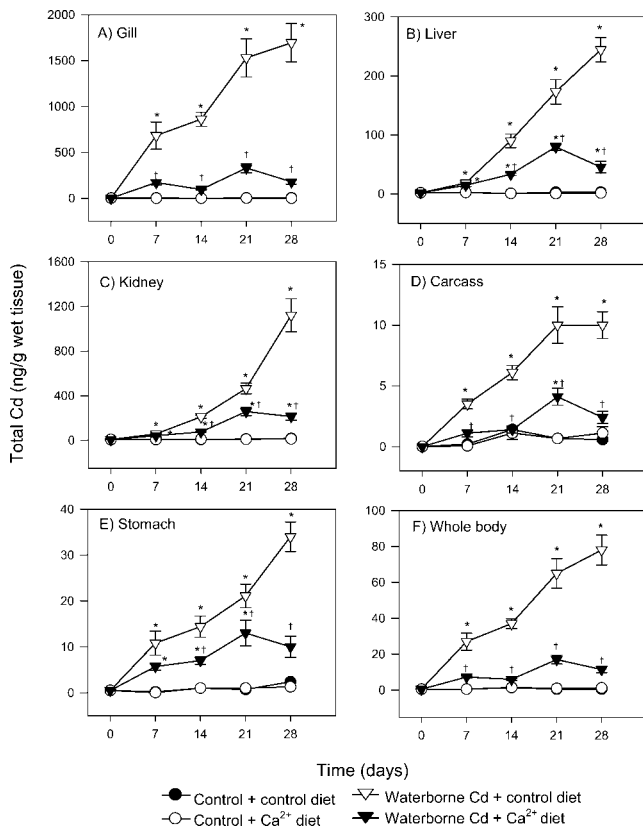 A) Gill
2000
1500
1000
500
0
0 7 14 21 28
* * * *
† † † †
B) Liver
300
200
100
0
0 7 14 21 28
* * * *
* *† *† *†
C) Kidney
1600
1200
800
400
0
0 7 14 21 28
* * * *
* *† *† *†
D) Carcass
15
10
5
0
0 7 14 21 28
* * * *
† † *† †
E) Stomach
40
30
20
10
0
0 7 14 21 28
* * * *
* *† *† †
F) Whole body
100
80
60
40
20
0
0 7 14 21 28
* * * *
† † † †
Total Cd (ng/g wet tissue)
Time (days)
Control + control diet
Control + Ca²⁺ diet
Waterborne Cd + control diet
Waterborne Cd + Ca²⁺ diet